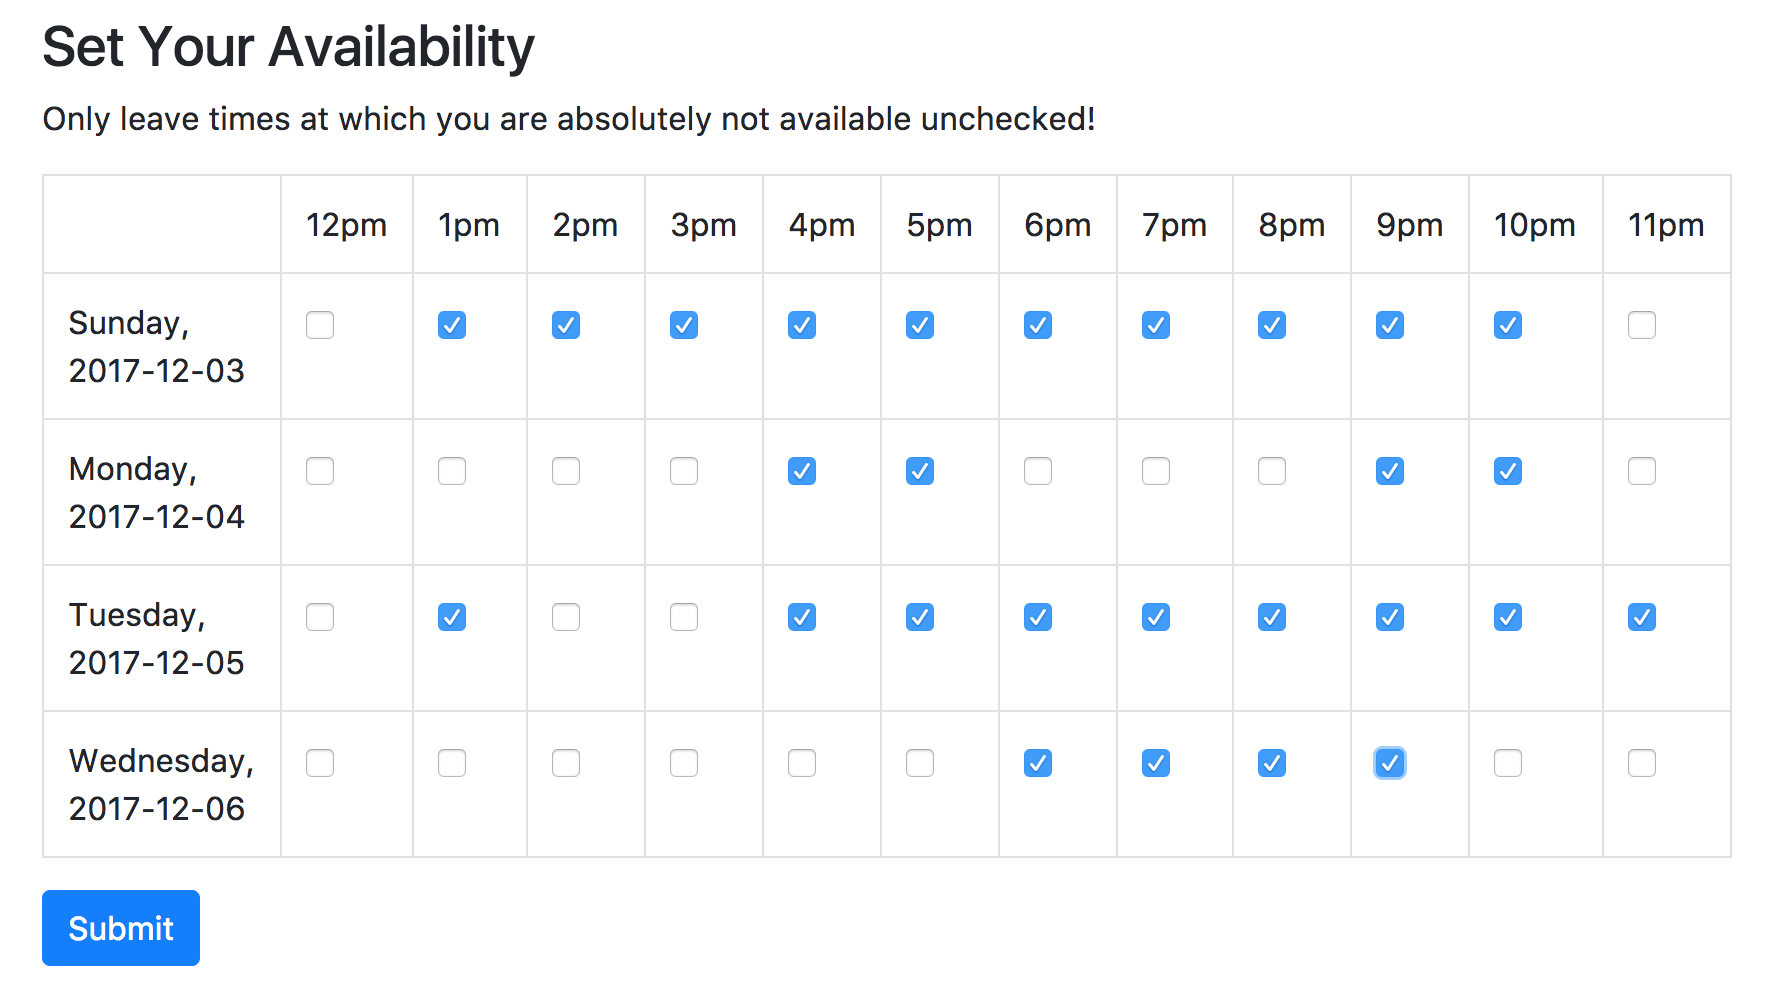 Set Your Availability
Only leave times at which you are absolutely not available unchecked!
12pm 1pm 2pm 3pm 4pm 5pm 6pm 7pm 8pm 9pm 10pm 11pm
Sunday,
2017-12-03
Monday,
2017-12-04
Tuesday,
2017-12-05
Wednesday,
2017-12-06
Submit